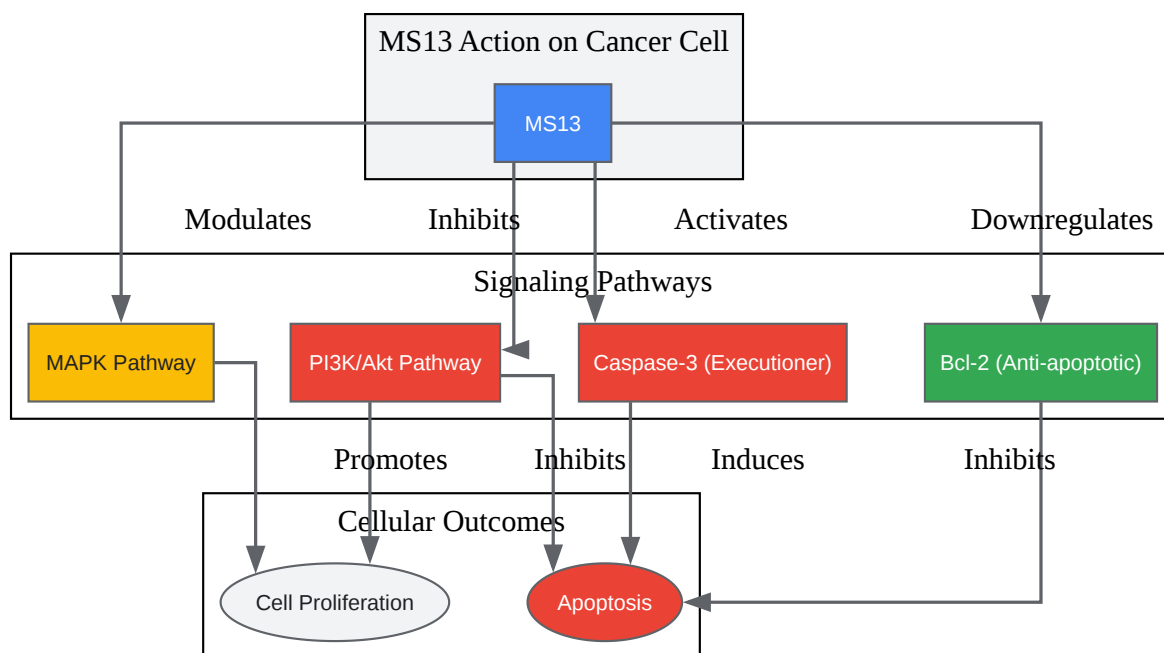 MS13 Action on Cancer Cell
MS13
Modulates
Inhibits
Activates
Downregulates
Signaling Pathways
MAPK Pathway
PI3K/Akt Pathway
Caspase-3 (Executioner)
Bcl-2 (Anti-apoptotic)
Promotes
Inhibits
Induces
Inhibits
Cellular Outcomes
Cell Proliferation
Apoptosis